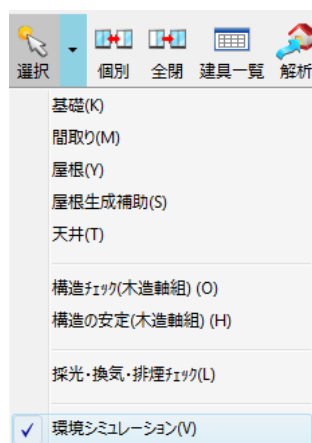 選択 個別 全閉 建具一覧 解析
基礎(K)
間取り(M)
屋根(Y)
屋根生成補助(S)
天井(T)
構造ﾁｪｯｸ(木造軸組) (O)
構造の安定(木造軸組) (H)
採光・換気・排煙ﾁｪｯｸ(L)
環境シミュレーション(V)